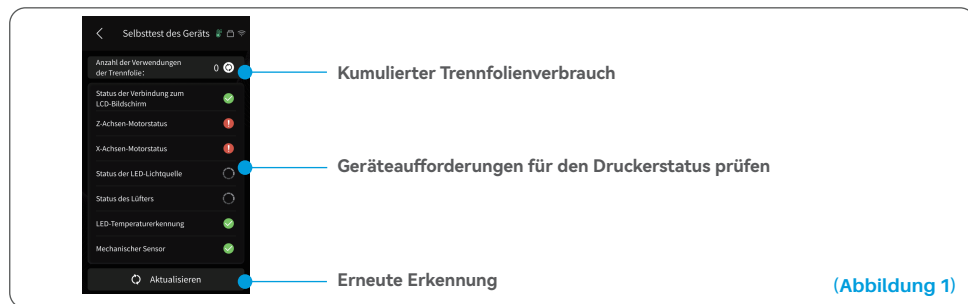 Selbsttest des Geräts
Anzahl der Verwendungen
der Trennfolie:
0
Kumulierter Trennfolienverbrauch
Status der Verbindung zum
LCD-Bildschirm
Z-Achsen-Motorstatus
X-Achsen-Motorstatus
Status der LED-Lichtquelle
Geräteaufforderungen für den Druckerstatus prüfen
Status des Lüfters
LED-Temperaturerkennung
Mechanischer Sensor
Aktualisieren
Erneute Erkennung
(Abbildung 1)